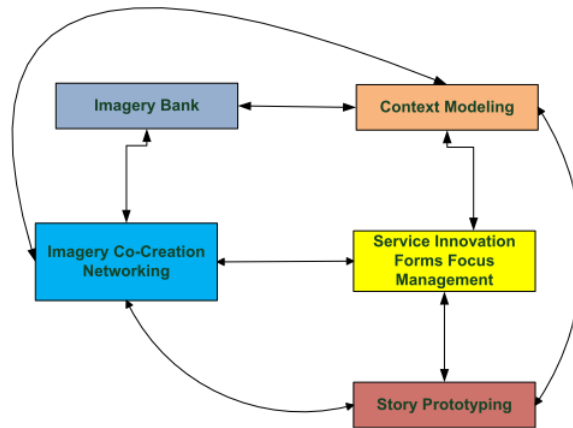 Imagery Bank
Context Modeling
Imagery Co-Creation
Networking
Service Innovation
Forms Focus
Management
Story Prototyping